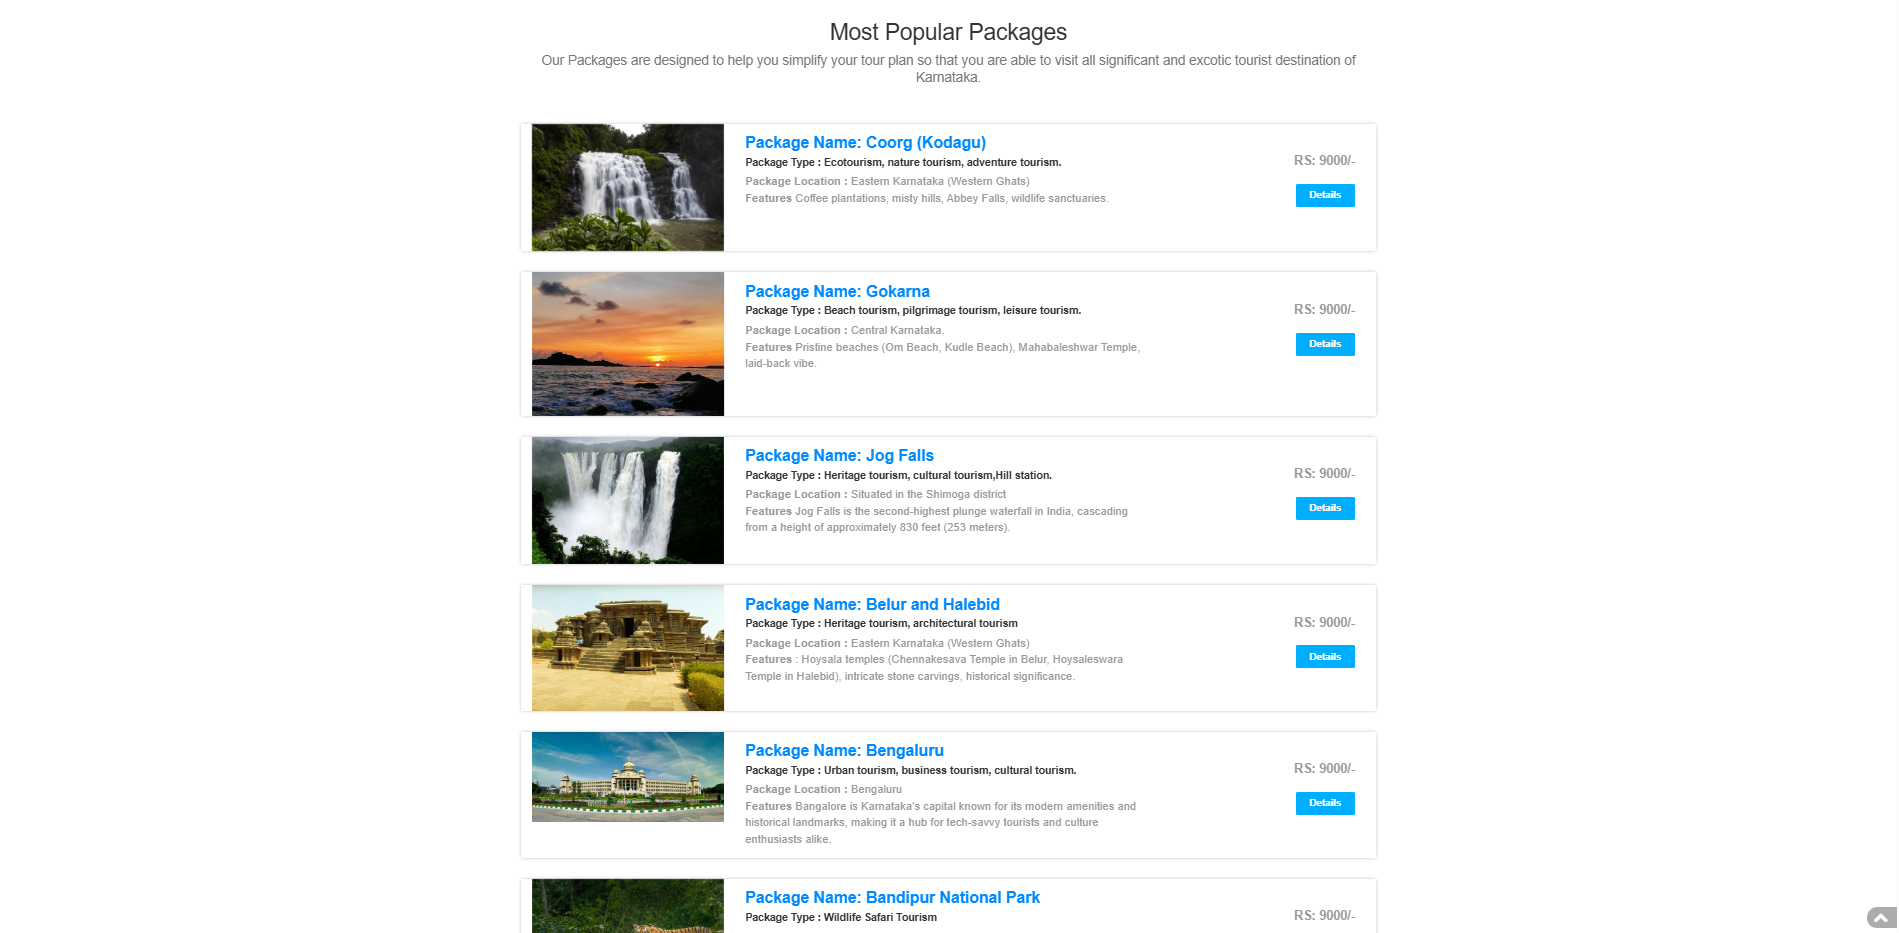 Most Popular Packages
Our Packages are designed to help you simplify your tour plan so that you are able to visit all significant and excotic tourist destination of
Karnataka.
Package Name: Coorg (Kodagu)
Package Type : Ecotourism, nature tourism, adventure tourism.
RS: 9000/-
Package Location : Eastern Karnataka (Western Ghats)
Features Coffee plantations, misty hills, Abbey Falls, wildlife sanctuaries.
Details
Package Name: Gokarna
Package Type : Beach tourism, pilgrimage tourism, leisure tourism.
RS: 9000/-
Package Location : Central Karnataka.
Features Pristine beaches (Om Beach, Kudle Beach), Mahabaleshwar Temple,
laid-back vibe.
Details
Package Name: Jog Falls
Package Type : Heritage tourism, cultural tourism,Hill station.
RS: 9000/-
Package Location : Situated in the Shimoga district
Features Jog Falls is the second-highest plunge waterfall in India, cascading
from a height of approximately 830 feet (253 meters).
Details
Package Name: Belur and Halebid
Package Type : Heritage tourism, architectural tourism
RS: 9000/-
Package Location : Eastern Karnataka (Western Ghats)
Features : Hoysala temples (Chennakesava Temple in Belur, Hoysaleswara
Temple in Halebid), intricate stone carvings, historical significance.
Details
Package Name: Bengaluru
Package Type : Urban tourism, business tourism, cultural tourism.
RS: 9000/-
Package Location : Bengaluru
Features Bangalore is Karnataka's capital known for its modern amenities and
historical landmarks, making it a hub for tech-savvy tourists and culture
enthusiasts alike.
Details
Package Name: Bandipur National Park
Package Type : Wildlife Safari Tourism
RS: 9000/-